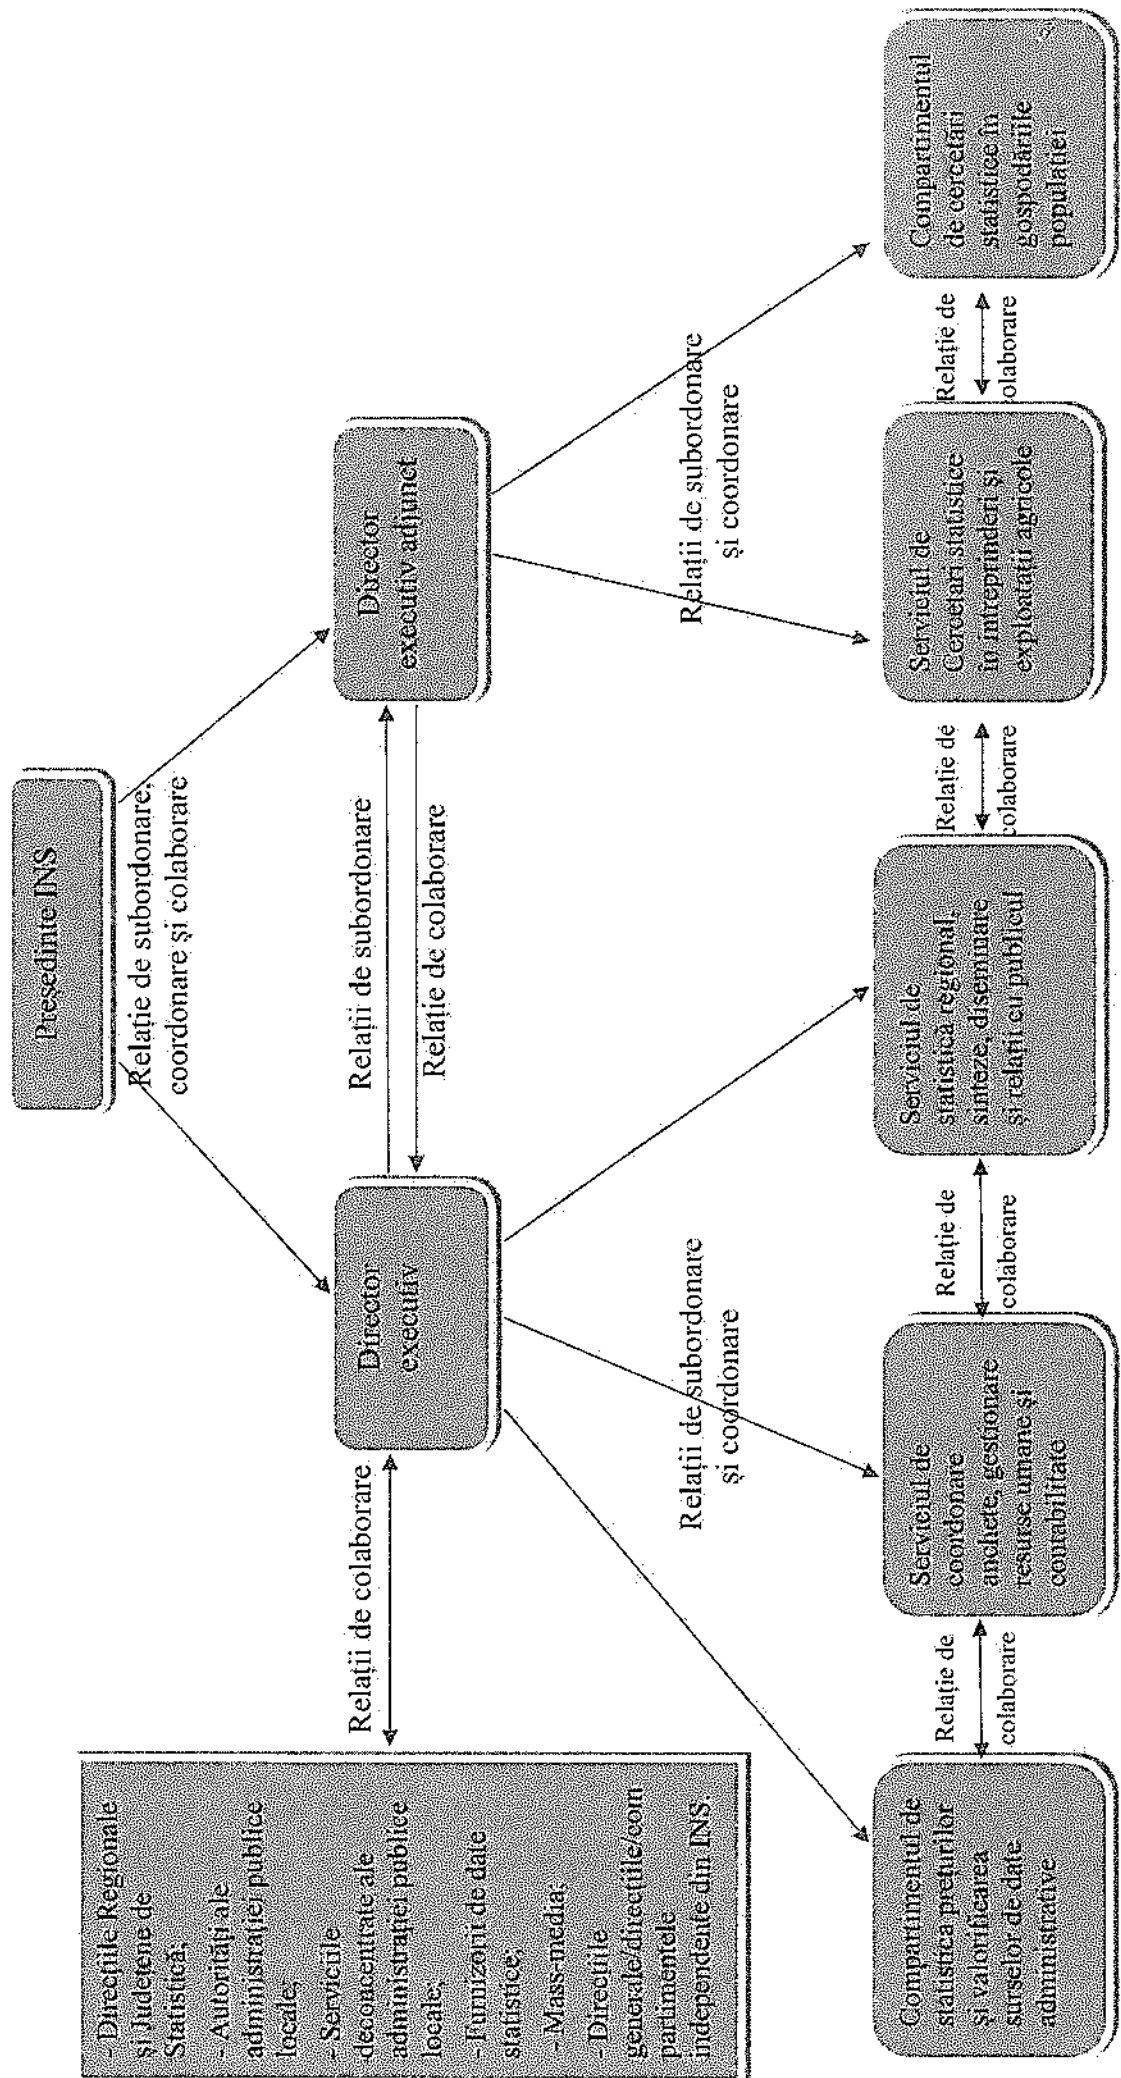 Președinte INS
Relație de subordonare,
coordonare și colaborare
- Direcțiile Regionale
și Județene de
Statistică;
- Autorități ale
administrației publice
locale;
- Serviciile
deconcentrate ale
administrației publice
locale;
- Furnizorii de date
statistice;
- Mass-media;
- Direcțiile
generale/direcțiile/com
partimentele
independente din INS.
Relații de colaborare
Director
executiv
Relații de subordonare
Relație de colaborare
Director
executiv adjunct
Relații de subordonare
și coordonare
Relații de subordonare
și coordonare
Compartimentul de
statistica prețurilor
și valorificarea
surselor de date
administrative
Relație de
colaborare
Serviciul de
coordonare
anchete, gestionare
resurse umane și
contabilitate
Relație de
colaborare
Serviciul de
statistică regional,
sinteze, diseminare
și relații cu publicul
Relație de
colaborare
Serviciul de
Cercetări statistice
în întreprinderi și
exploatații agricole
Relație de
olaborare
Compartimentul
de cercetări
statistice în
gospodăriile
populației